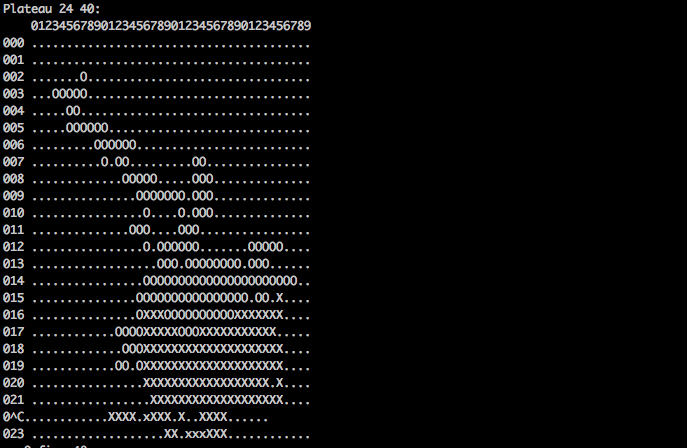 Plateau 24 40:
    0123456789012345678901234567890123456789
000 ........................................
001 ........................................
002 .......O................................
003 ...OOOOO................................
004 .....OO.................................
005 .....OOOOOO.............................
006 .........OOOOOO.........................
007 ..........O.OO.........OO...............
008 .............OOOOO.....OOO..............
009 ...............OOOOOOO.OOO..............
010 ................O....O.OOO..............
011 ..............OOO....OOO................
012 ................O.OOOOOO.......OOOOO....
013 ..................OOO.OOOOOOOO.OOO......
014 ................OOOOOOOOOOOOOOOOOOOOOO..
015 ...............OOOOOOOOOOOOOOOO.OO.X....
016 ...............OXXXOOOOOOOOOOXXXXXXX....
017 ............OOOOXXXXXOOOXXXXXXXXXXX.....
018 .............OOOXXXXXXXXXXXXXXXXXXXX....
019 ............OO.OXXXXXXXXXXXXXXXXXXXX....
020 ................XXXXXXXXXXXXXXXXXX.X....
021 .................XXXXXXXXXXXXXXXXXXX....
0^C............XXXX.xXXX.X..XXXX......
023 ...................XX.xxxXXX............